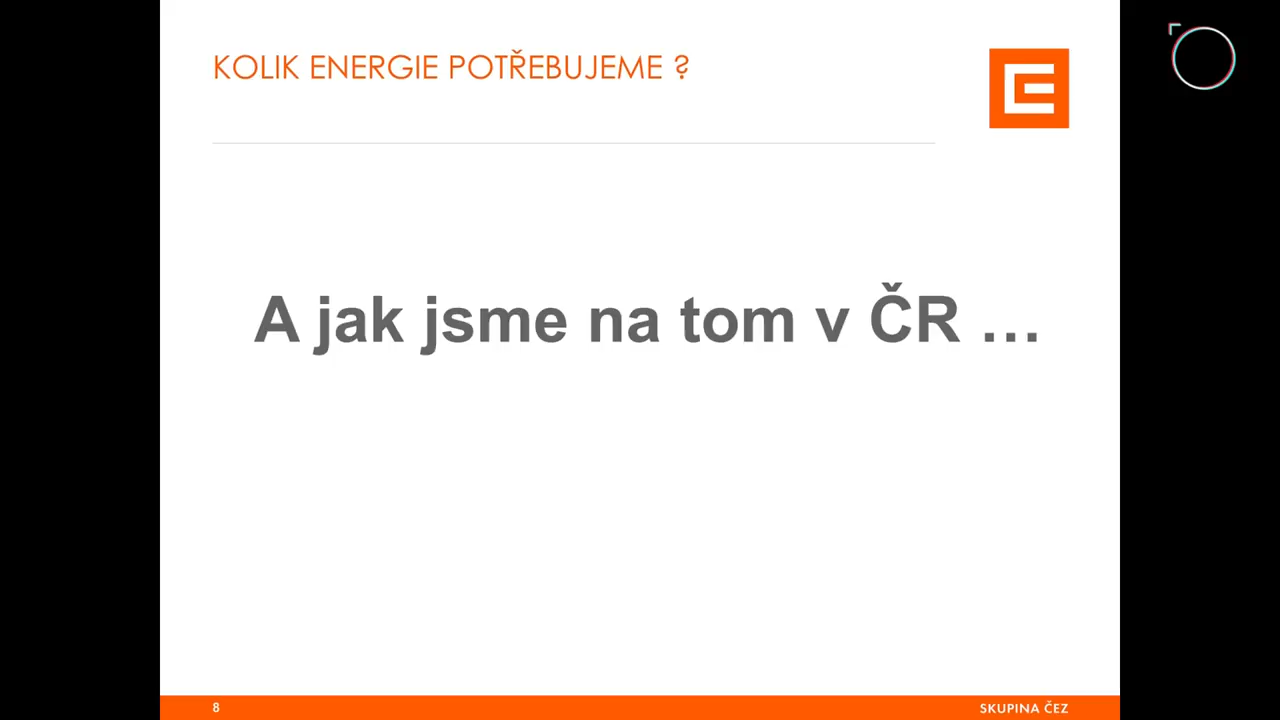 KOLIK ENERGIE POTŘEBUJEME ?
A jak jsme na tom v ČR …
8
SKUPINA ČEZ